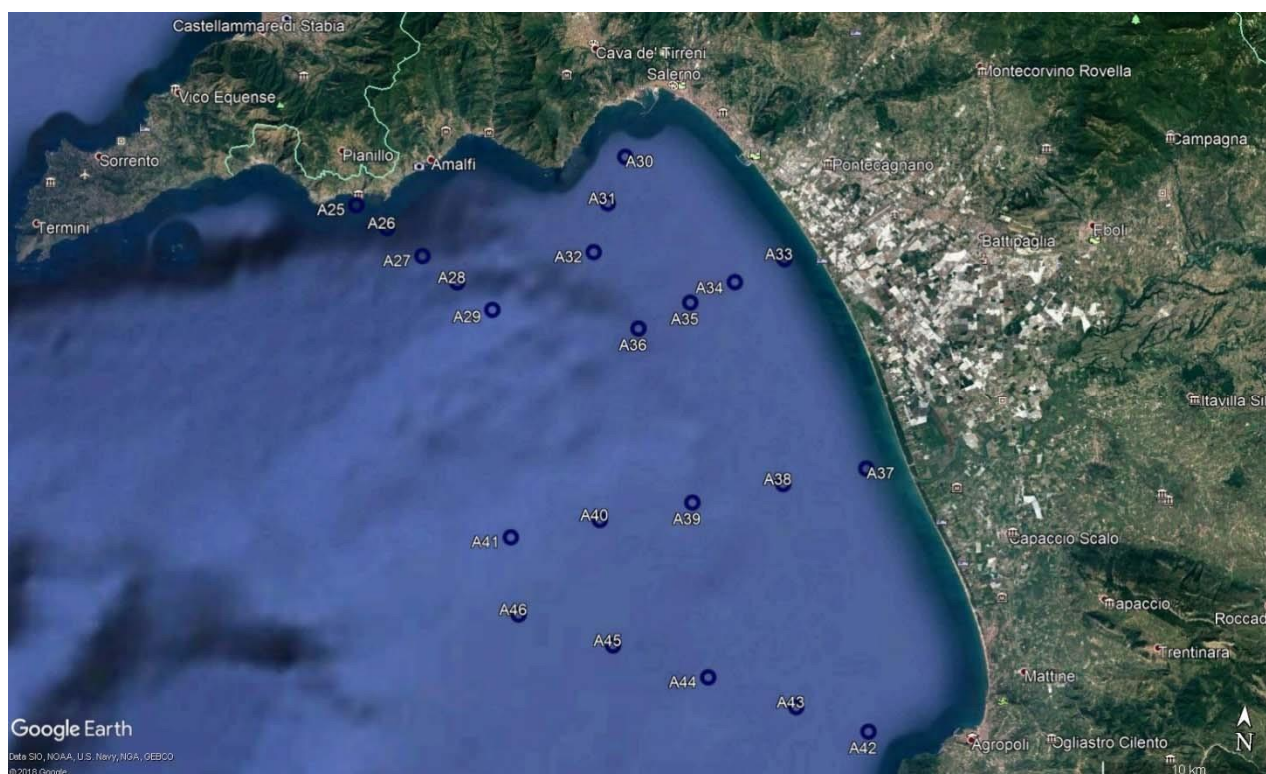 Castellammare di Stabia
Cava de' Tirreni
Salerno
Montecorvino Rovella
Vico Equense
Campagna
Sorrento
Pianillo
Amalfi
A30
Pontecagnano
A25
A31
A26
Termini
Eboli
Battipaglia
A27
A32
A33
A28
A34
A29
A35
A36
Altavilla Sil
A37
A38
A39
A40
A41
Capaccio Scalo
A46
Capaccio
Roccad
A45
Trentinara
A44
Mattine
A43
Google Earth
A42
Agropoli
Ogliastro Cilento
N
Data SIO, NOAA, U.S. Navy, NGA, GEBCO
© 2018 Google
10 km